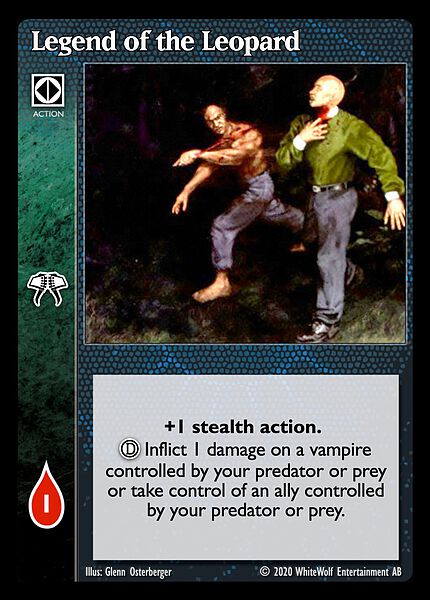 Legend of the Leopard
ACTION
+1 stealth action.
Ⓓ Inflict 1 damage on a vampire
controlled by your predator or prey
or take control of an ally controlled
by your predator or prey.
1
Illus: Glenn Osterberger
© 2020 WhiteWolf Entertainment AB